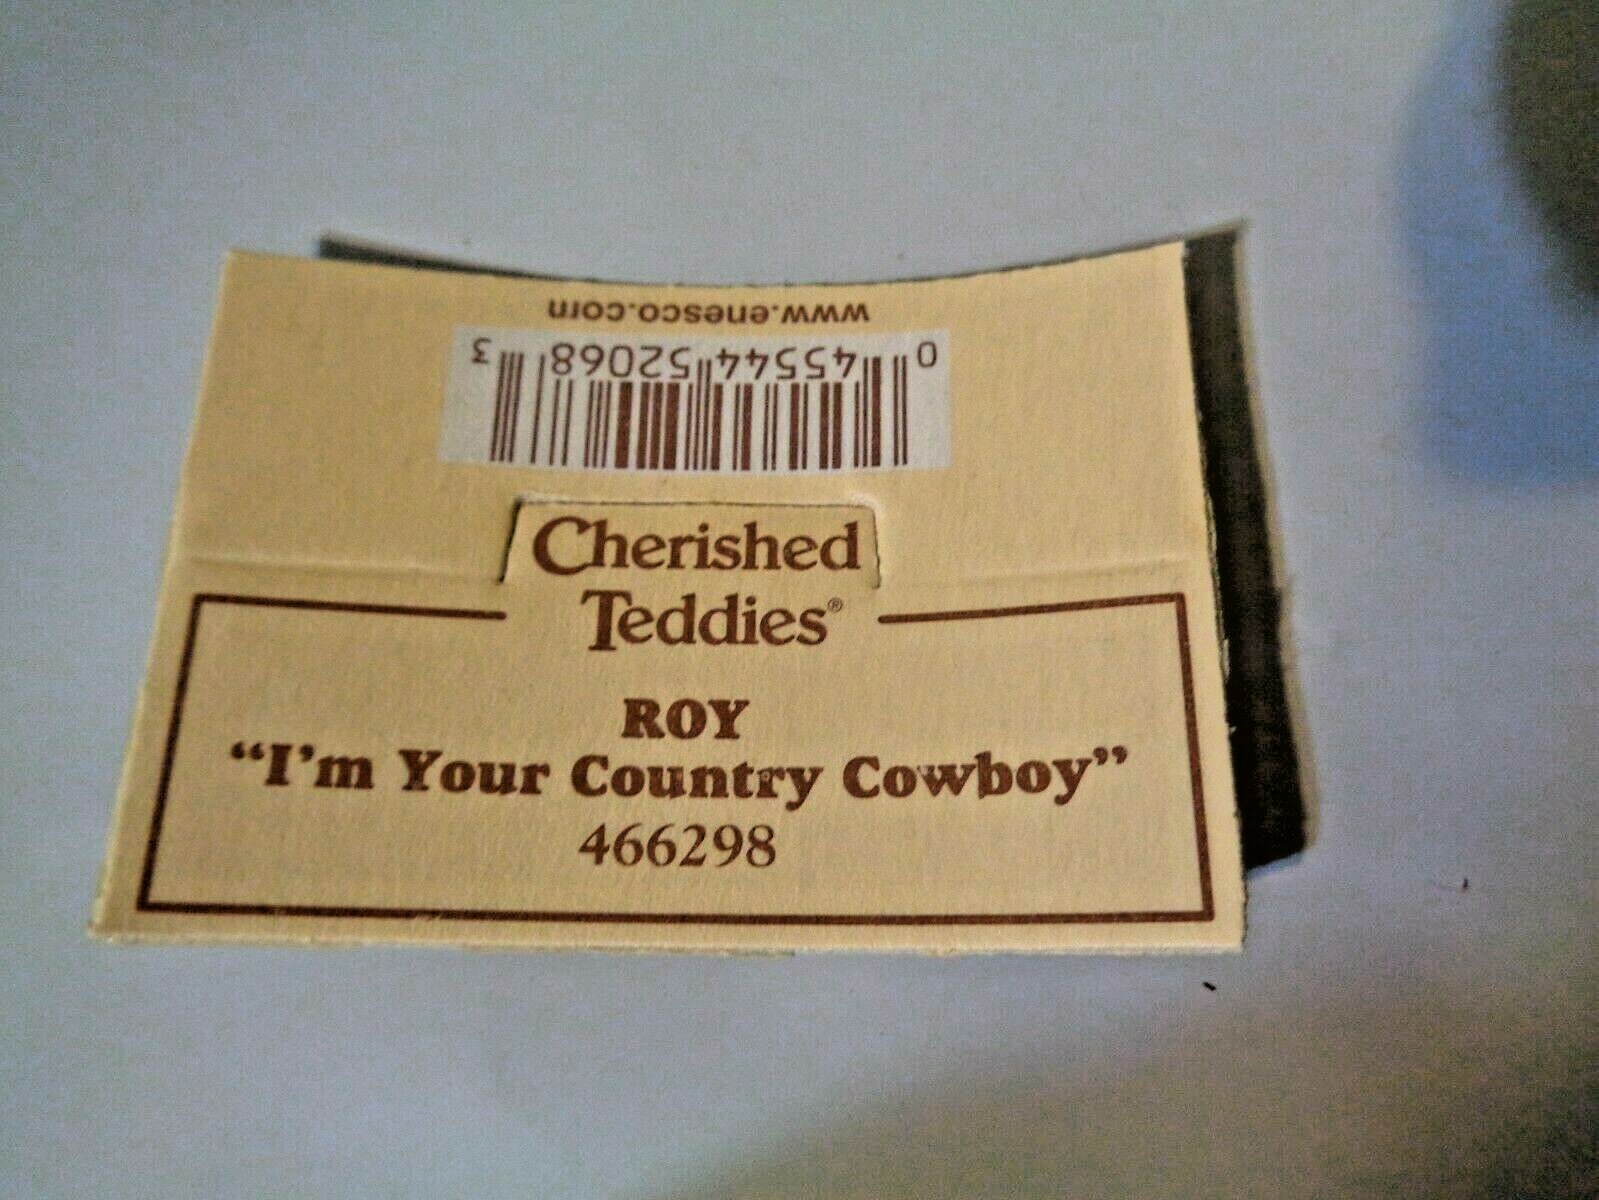 www.enesco.com
0 45544 52068 3
Cherished
Teddies®
ROY
“I'm Your Country Cowboy”
466298